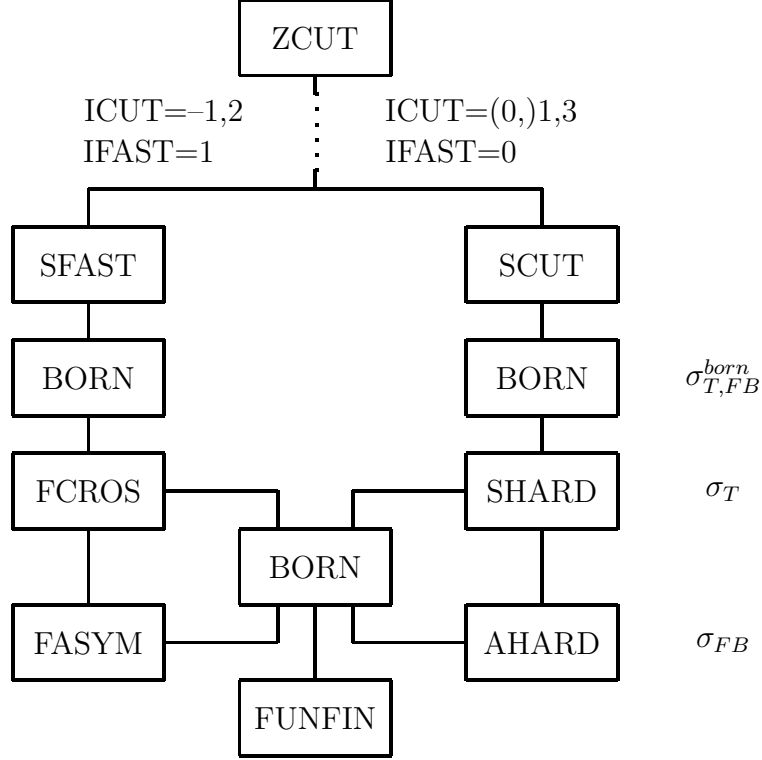 ZCUT
ICUT=–1,2 ICUT=(0,)1,3
IFAST=1 IFAST=0
SFAST SCUT
BORN BORN σ^{born}_{T,FB}
FCROS SHARD σ_T
BORN
FASYM AHARD σ_{FB}
FUNFIN